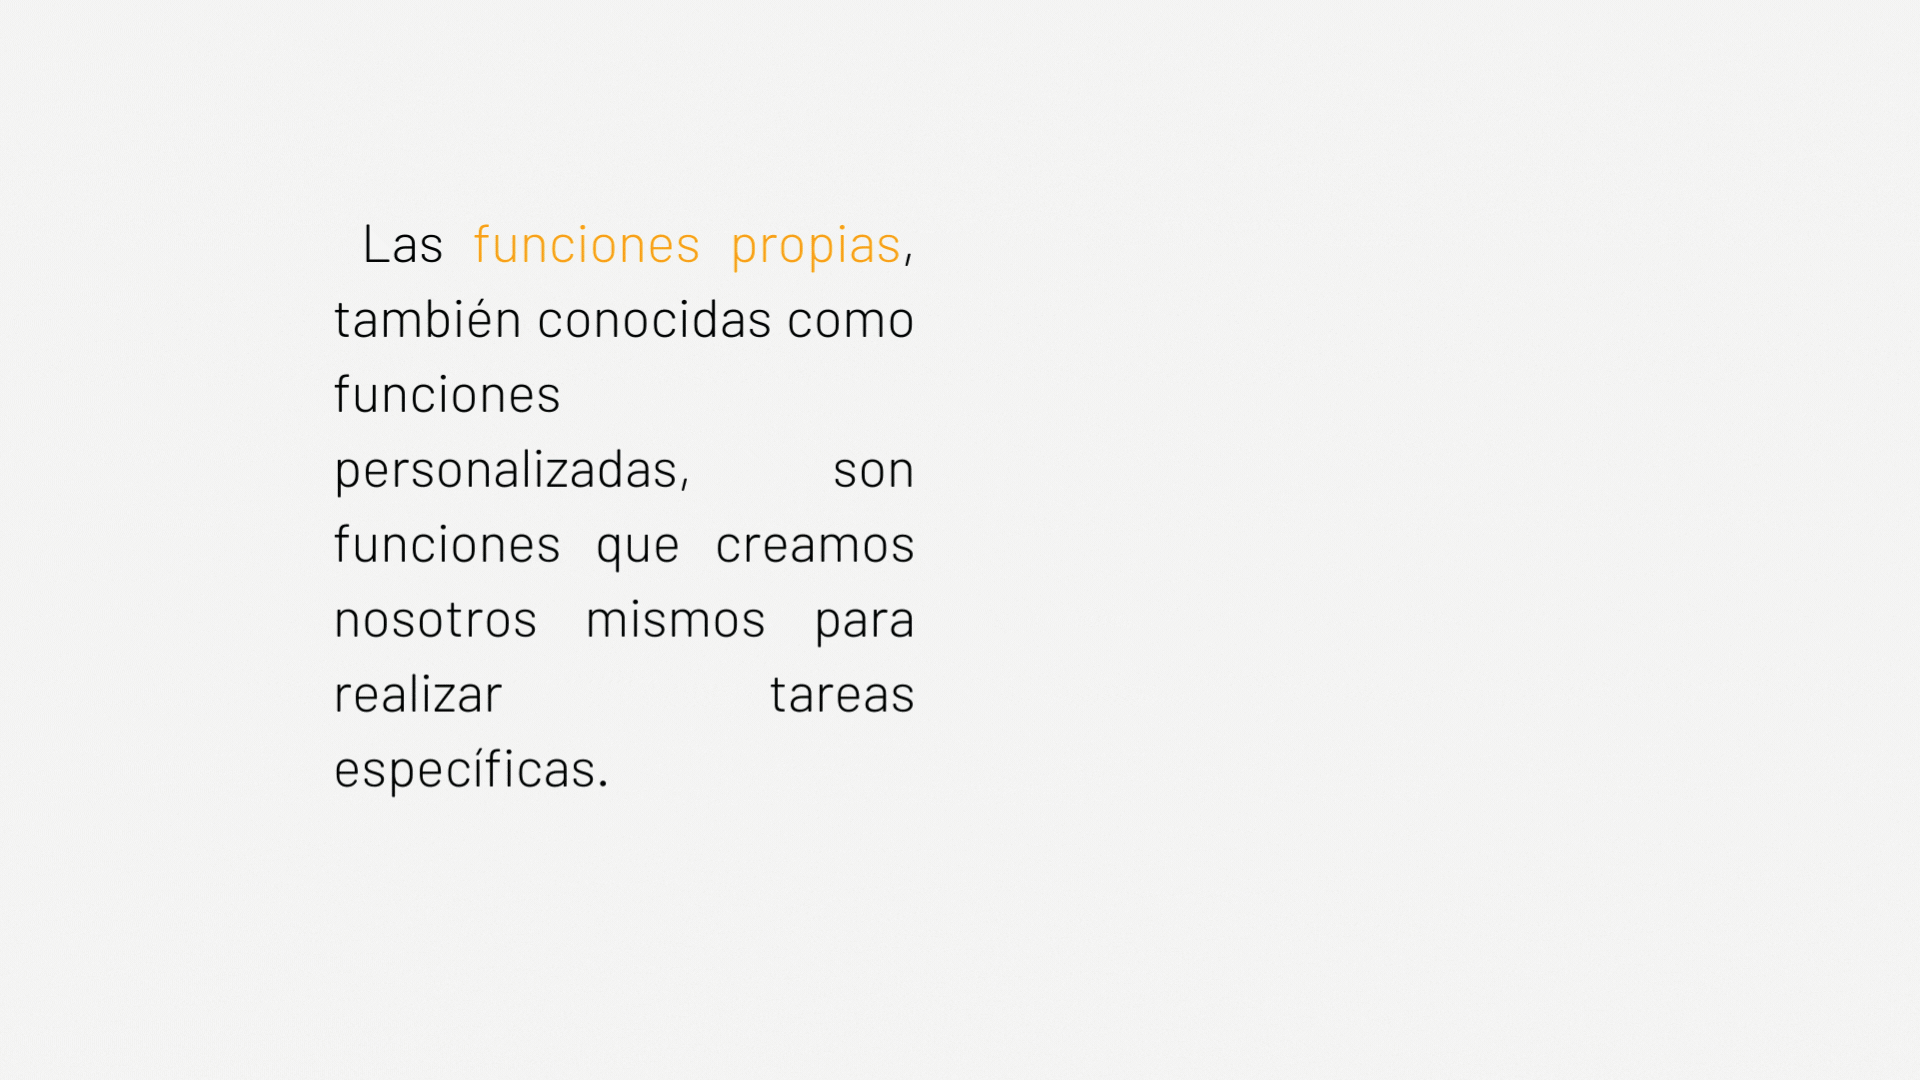 Las funciones propias,
también conocidas como
funciones
personalizadas, son
funciones que creamos
nosotros mismos para
realizar tareas
específicas.